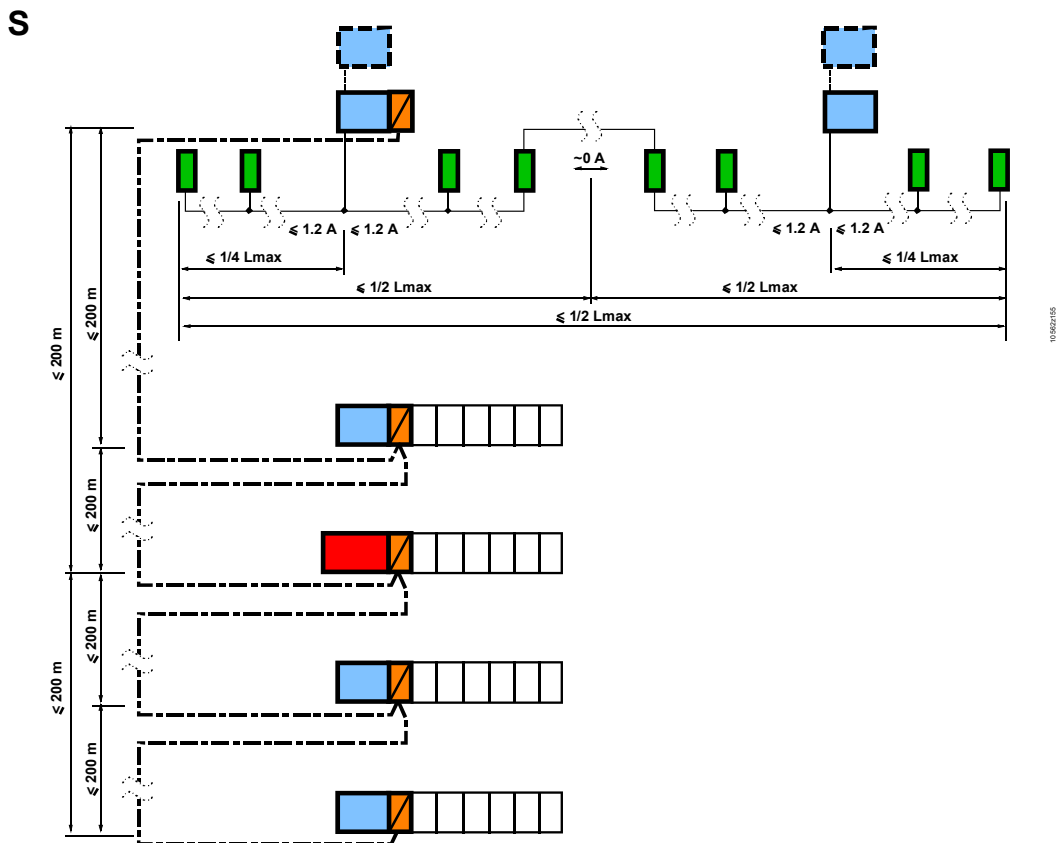 S
~0 A
⩽ 1.2 A ⩽ 1.2 A
⩽ 1.2 A ⩽ 1.2 A
⩽ 1/4 Lmax
⩽ 1/4 Lmax
⩽ 1/2 Lmax
⩽ 1/2 Lmax
⩽ 1/2 Lmax
⩽ 200 m
⩽ 200 m
⩽ 200 m
⩽ 200 m
⩽ 200 m
⩽ 200 m
10562z155